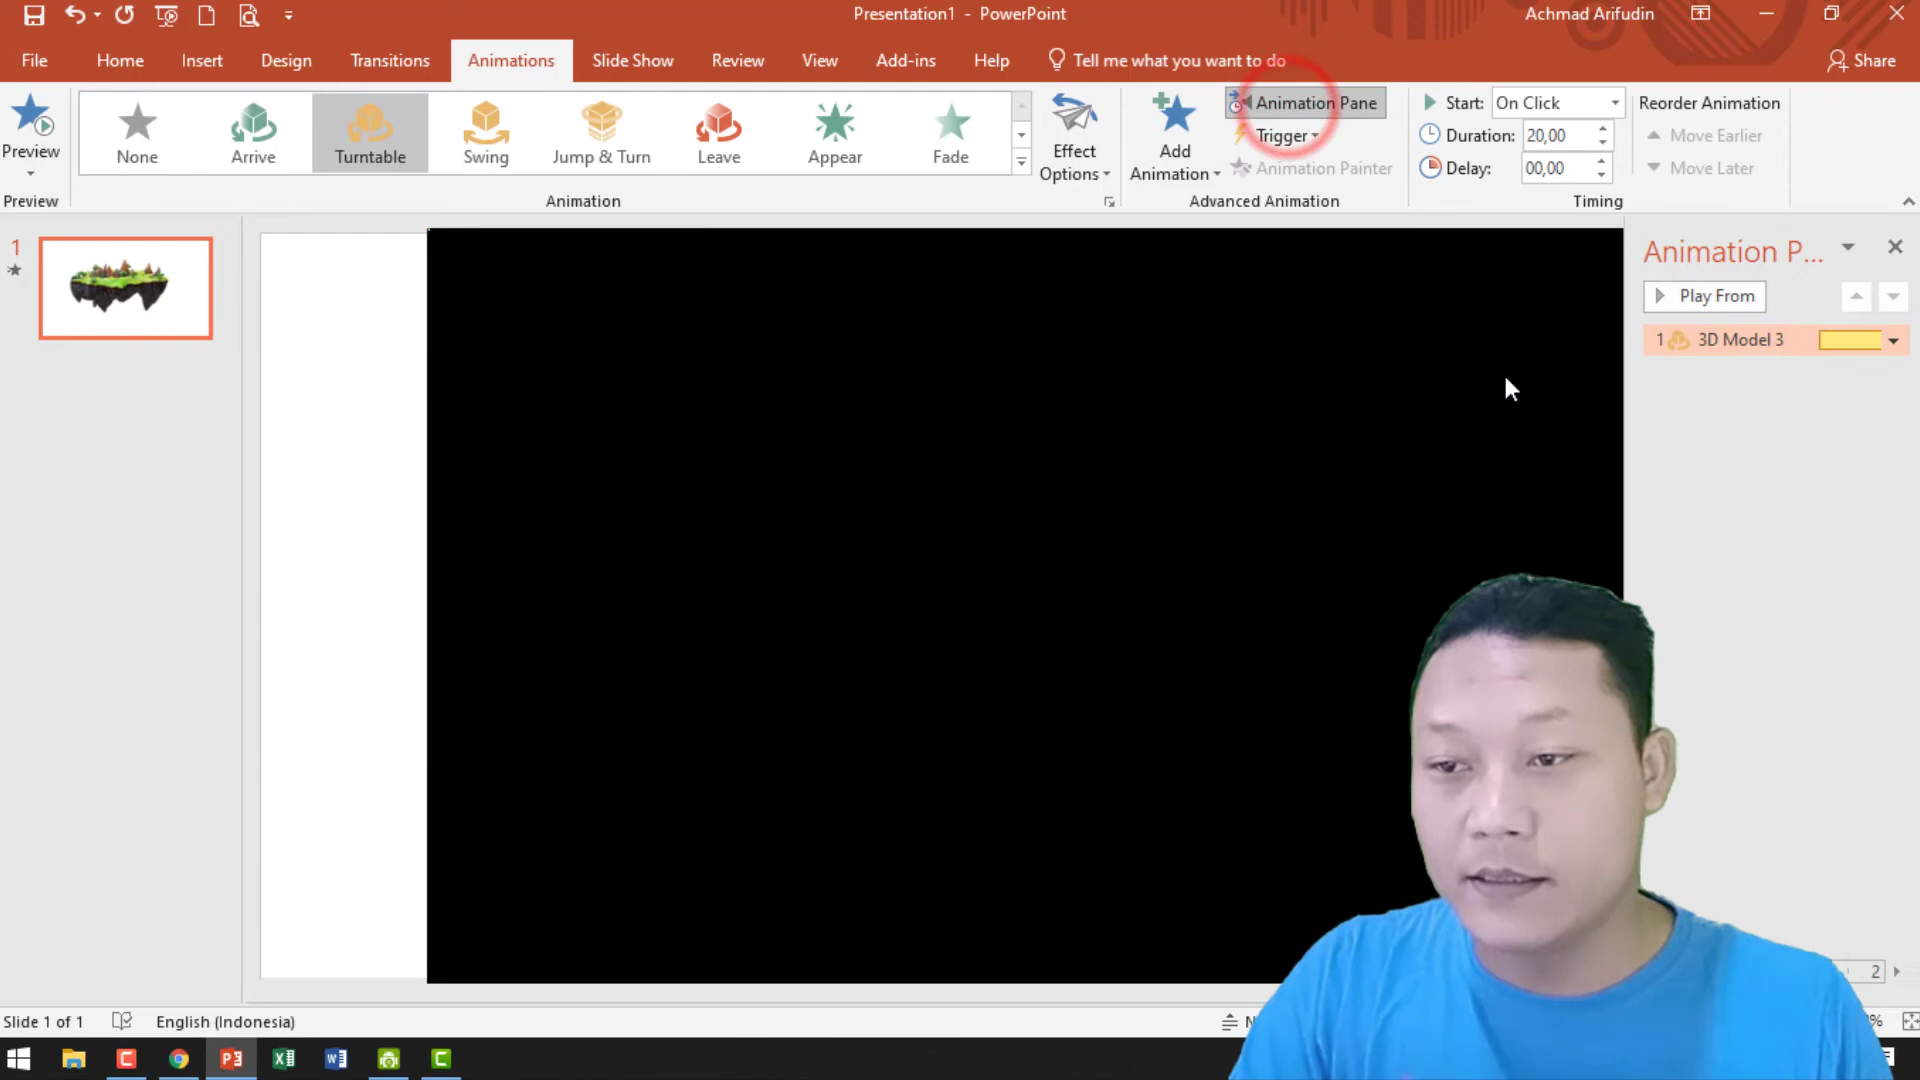 Presentation1 - PowerPoint
Achmad Arifudin
File Home Insert Design Transitions Animations Slide Show Review View Add-ins Help Tell me what you want to do Share
Preview
None Arrive Turntable Swing Jump & Turn Leave Appear Fade
Effect Options
Add Animation
Animation Pane
Trigger
Animation Painter
Start: On Click
Duration: 20,00
Delay: 00,00
Reorder Animation
Move Earlier
Move Later
Preview Animation Advanced Animation Timing
1
Animation P...
Play From
1 3D Model 3
2
Slide 1 of 1 English (Indonesia)